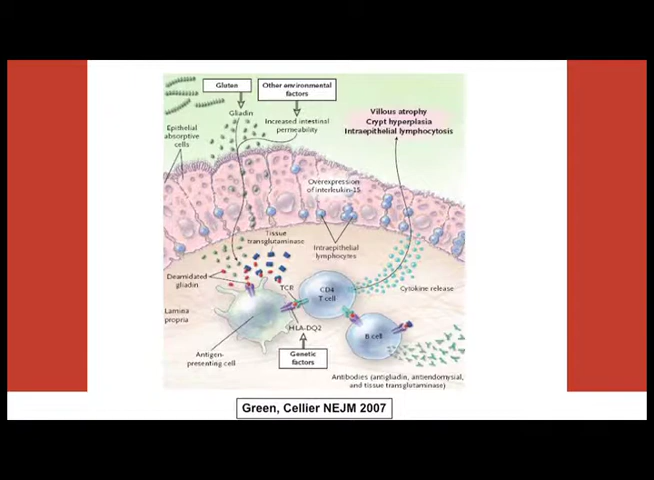 Gluten
Other environmental
factors
Gliadin
Increased intestinal
permeability
Villous atrophy
Crypt hyperplasia
Intraepithelial lymphocytosis
Epithelial
absorptive
cells
Overexpression
of interleukin-15
Tissue
transglutaminase
Intraepithelial
lymphocytes
Deamidated
gliadin
TCR
CD4
T cell
Cytokine release
Lamina
propria
HLA-DQ2
B cell
Antigen-
presenting cell
Genetic
factors
Antibodies (antigliadin, antiendomysial,
and tissue transglutaminase)
Green, Cellier NEJM 2007